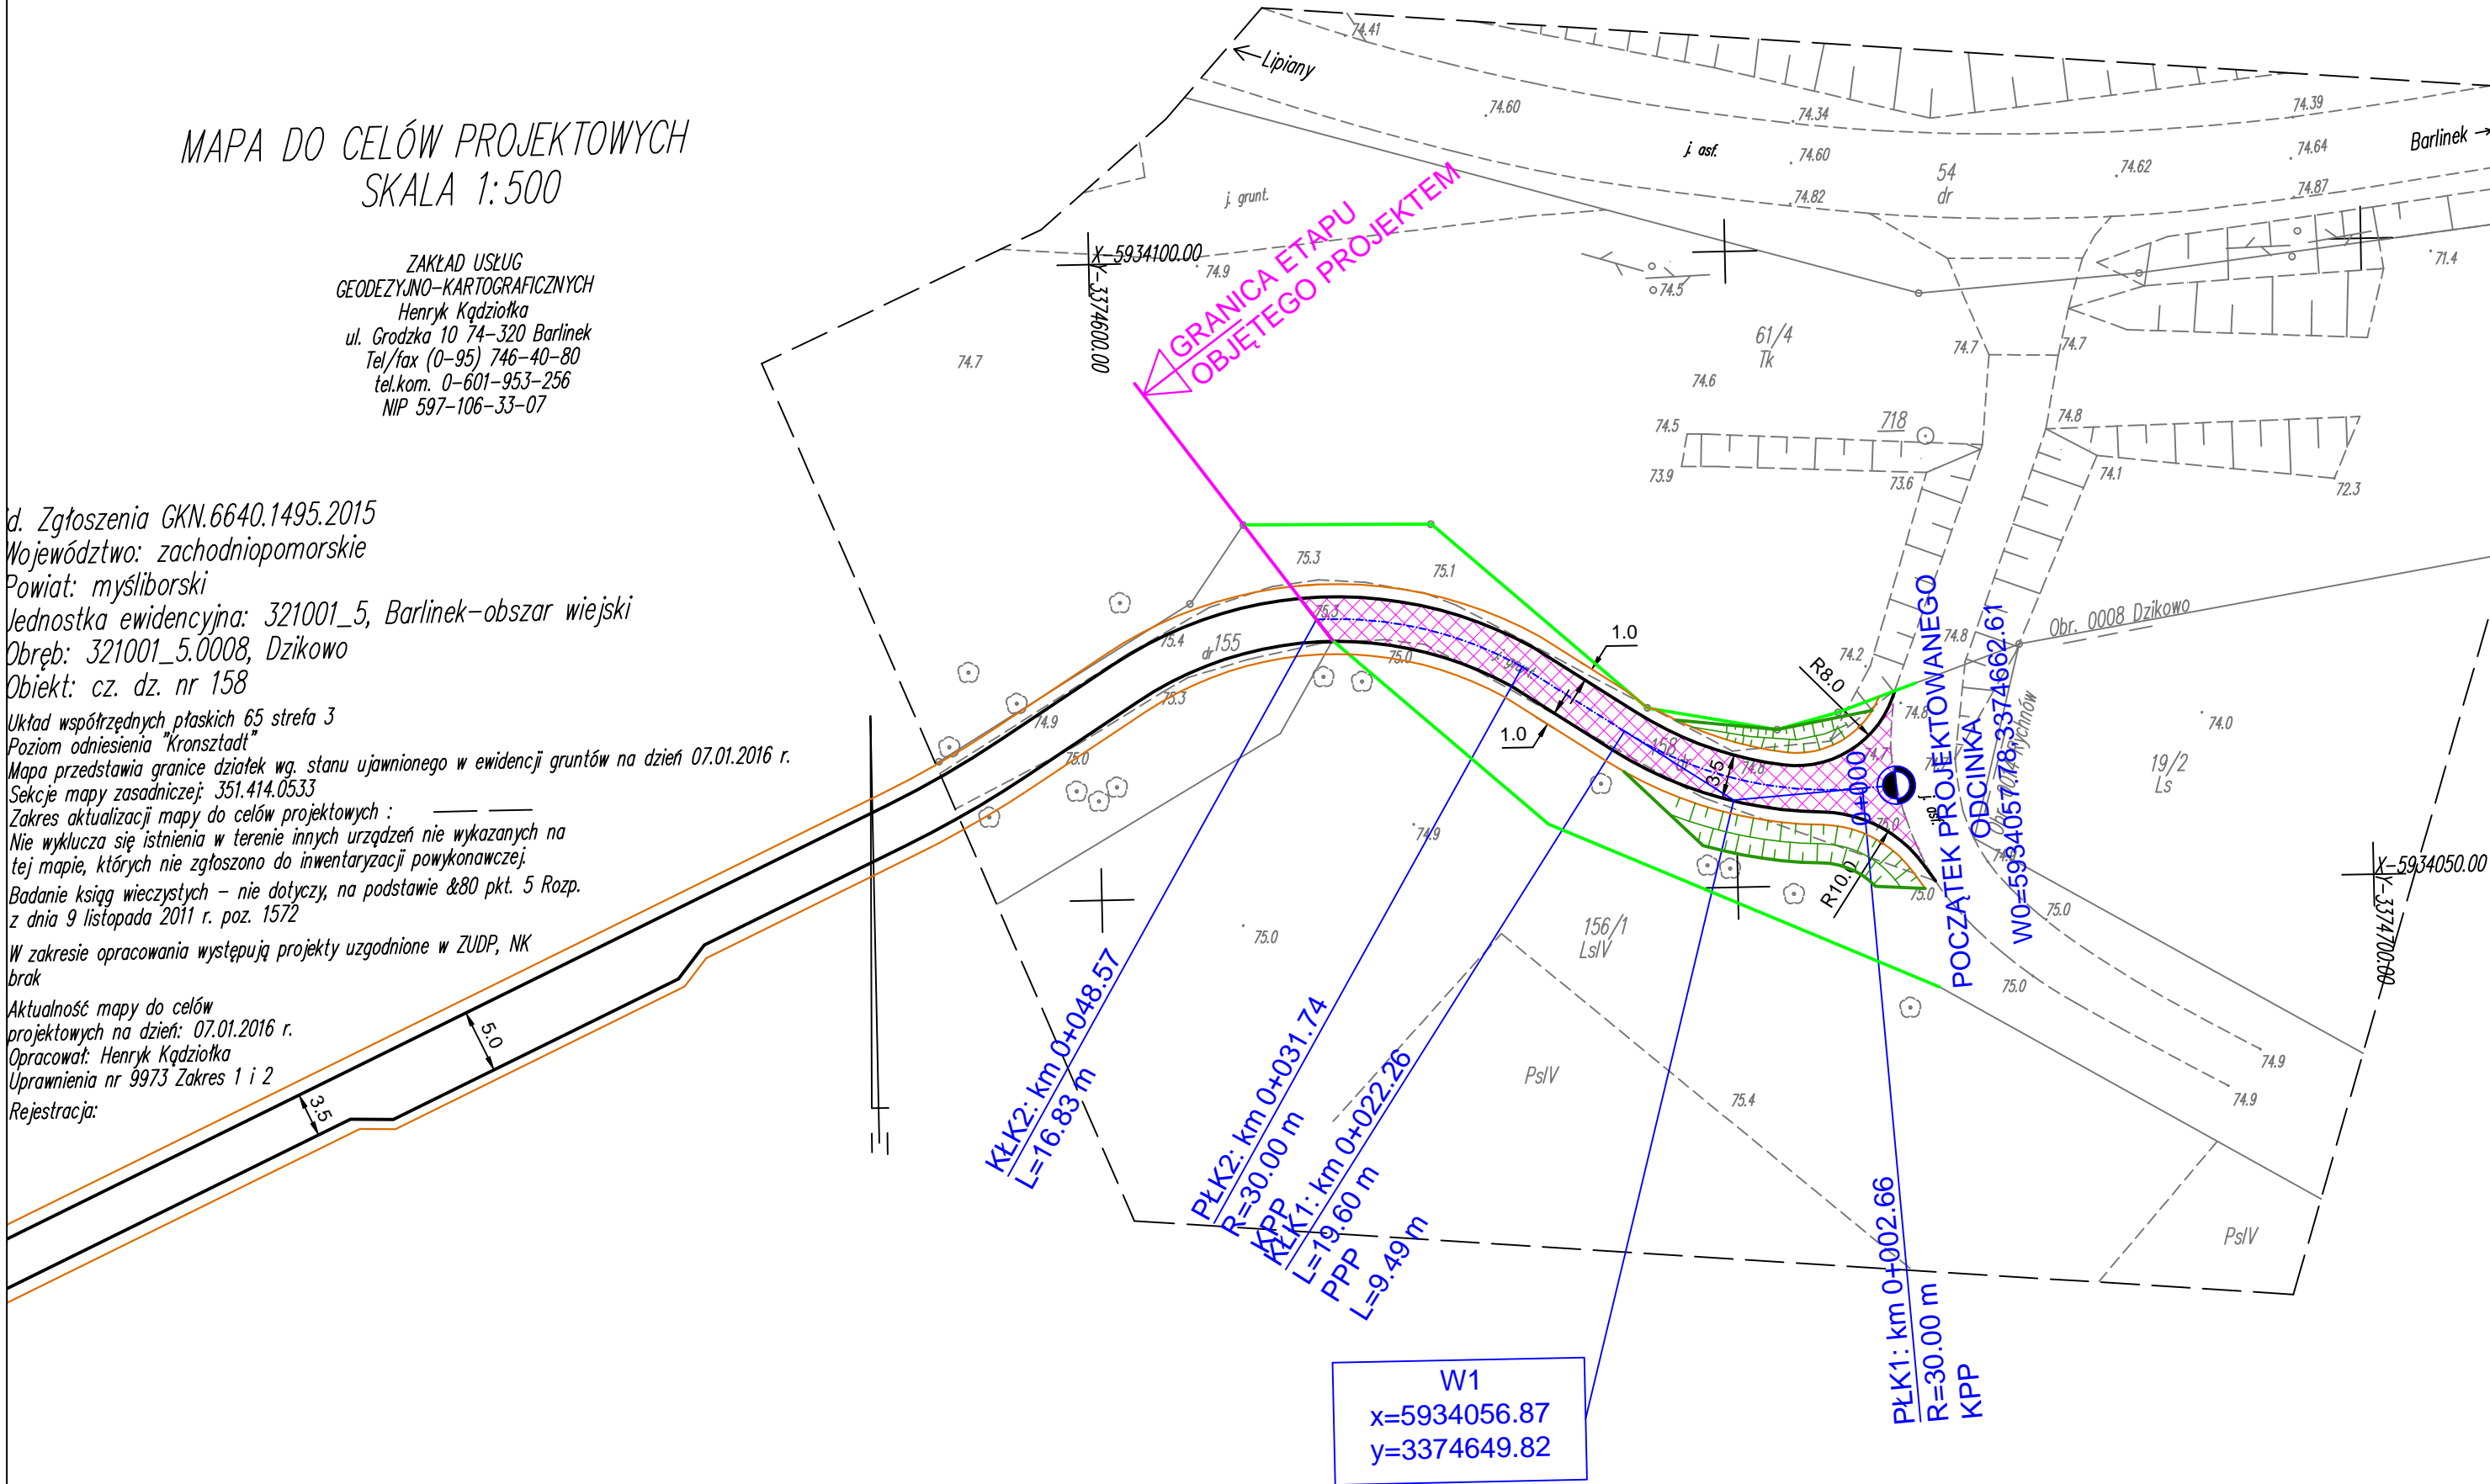 MAPA DO CELÓW PROJEKTOWYCH
SKALA 1:500
ZAKŁAD USŁUG
GEODEZYJNO-KARTOGRAFICZNYCH
Henryk Kądziołka
ul. Grodzka 10 74-320 Barlinek
Tel/fax (0-95) 746-40-80
tel.kom. 0-601-953-256
NIP 597-106-33-07
d. Zgłoszenia GKN.6640.1495.2015
Województwo: zachodniopomorskie
Powiat: myśliborski
Jednostka ewidencyjna: 321001_5, Barlinek-obszar wiejski
Obręb: 321001_5.0008, Dzikowo
Obiekt: cz. dz. nr 158
Układ współrzędnych płaskich 65 strefa 3
Poziom odniesienia "Kronsztadt"
Mapa przedstawia granice działek wg. stanu ujawnionego w ewidencji gruntów na dzień 07.01.2016 r.
Sekcje mapy zasadniczej: 351.414.0533
Zakres aktualizacji mapy do celów projektowych :
Nie wyklucza się istnienia w terenie innych urządzeń nie wykazanych na
tej mapie, których nie zgłoszono do inwentaryzacji powykonawczej.
Badanie ksiąg wieczystych – nie dotyczy, na podstawie &80 pkt. 5 Rozp.
z dnia 9 listopada 2011 r. poz. 1572
W zakresie opracowania występują projekty uzgodnione w ZUDP, NK
brak
Aktualność mapy do celów
projektowych na dzień: 07.01.2016 r.
Opracował: Henryk Kądziołka
Uprawnienia nr 9973 Zakres 1 i 2
Rejestracja:
5.0
3.5
←Lipiany
74.41
74.60
74.34
74.39
j. asf.
74.60
74.64
Barlinek →
54
dr
74.62
74.82
74.87
j. grunt.
X-5934100.00
Y-3374600.00
74.9
74.5
71.4
GRANICA ETAPU
OBJĘTEGO PROJEKTEM
74.7
61/4
Tk
74.7
74.7
74.6
74.5
718
74.8
73.9
73.6
74.1
72.3
75.3
75.1
75.3
75.4
dr
155
75.0
1.0
74.2
74.8
Obr. 0008 Dzikowo
R8.0
75.3
74.9
75.0
1.0
158
dr
3.5
74.8
74.7
74.8
74.0
19/2
Ls
0+000
j. asf.
POCZĄTEK PROJEKTOWANEGO
ODCINKA
W0=5934057.78;3374662.61
75.0
R10.0
75.0
X-5934050.00
Y-3374700.00
74.9
75.0
156/1
LsIV
75.0
75.0
74.9
74.9
PsIV
75.4
PsIV
KŁK2: km 0+048.57
L=16.83 m
PŁK2: km 0+031.74
R=30.00 m
KPP
KŁK1: km 0+022.26
L=19.60 m
PPP
L=9.49 m
PŁK1: km 0+002.66
R=30.00 m
KPP
W1
x=5934056.87
y=3374649.82